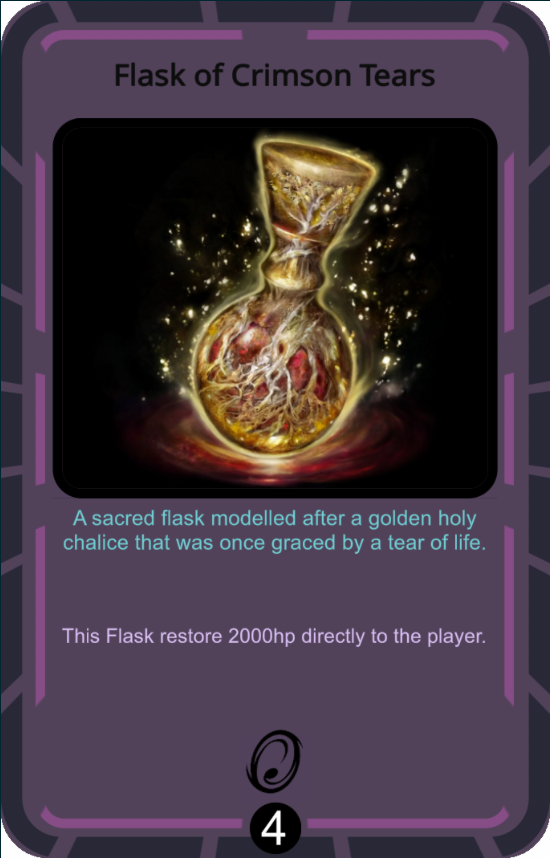 Flask of Crimson Tears
A sacred flask modelled after a golden holy
chalice that was once graced by a tear of life.
This Flask restore 2000hp directly to the player.
4